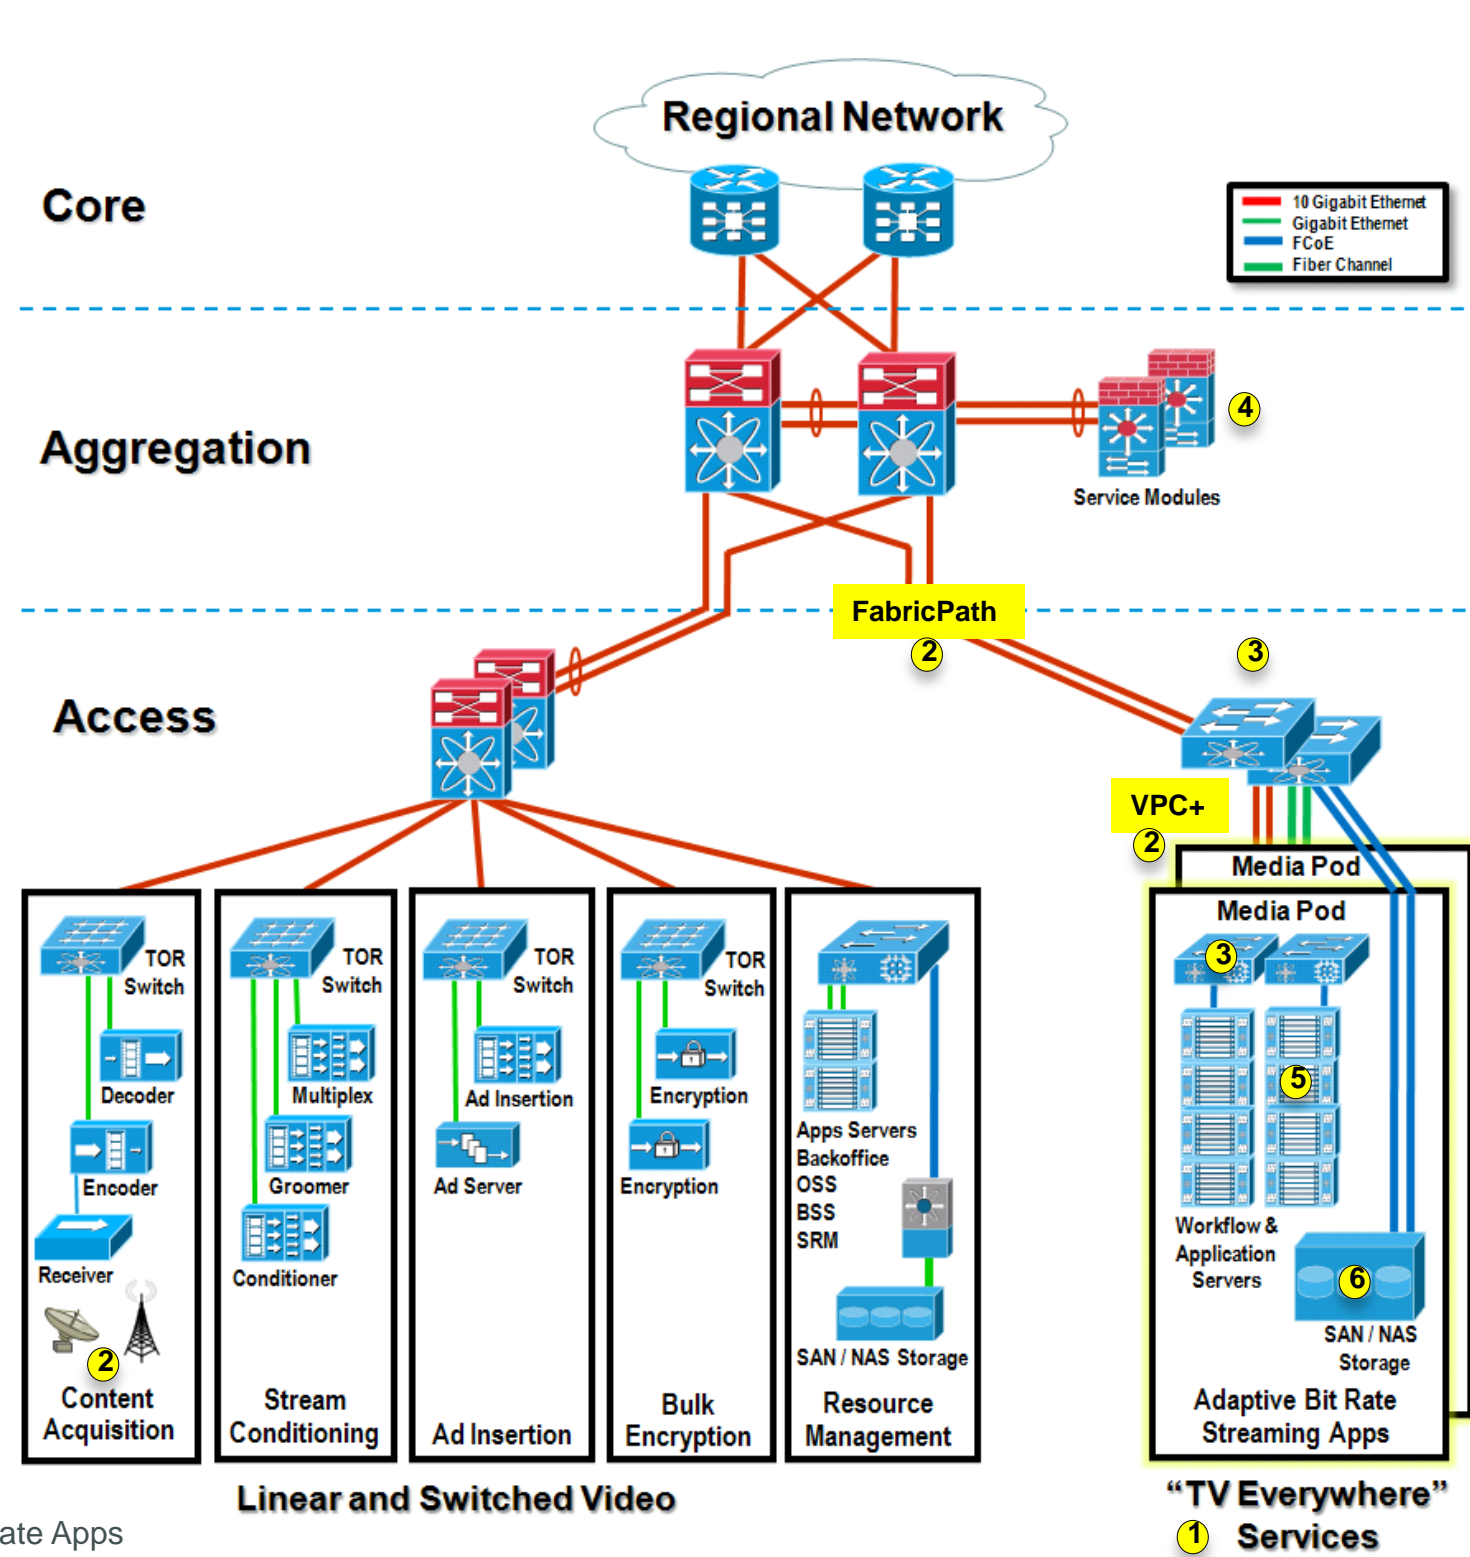 Regional Network
Core
10 Gigabit Ethernet
Gigabit Ethernet
FCoE
Fiber Channel
Aggregation
4
Service Modules
FabricPath
2
3
Access
VPC+
2
Media Pod
Media Pod
3
TOR
Switch
Decoder
Encoder
Receiver
2
Content
Acquisition
TOR
Switch
Multiplex
Groomer
Conditioner
Stream
Conditioning
TOR
Switch
Ad Insertion
Ad Server
Ad Insertion
TOR
Switch
Encryption
Encryption
Bulk
Encryption
Apps Servers
Backoffice
OSS
BSS
SRM
SAN / NAS Storage
Resource
Management
5
Workflow &
Application
Servers
6
SAN / NAS
Storage
Adaptive Bit Rate
Streaming Apps
Linear and Switched Video
“TV Everywhere”
1 Services
ate Apps